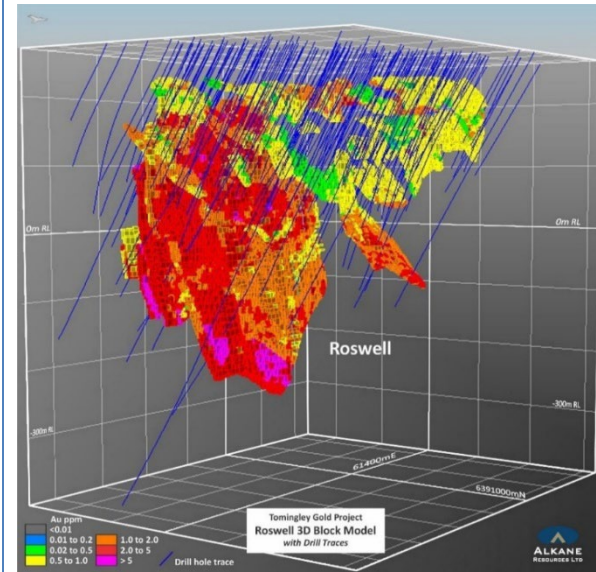 0m RL
0m RL
Roswell
-300m RL
-300m RL
61400mE
6391000mN
Au ppm
<0.01
0.01 to 0.2
0.02 to 0.5
0.5 to 1.0
1.0 to 2.0
2.0 to 5
> 5
Drill hole trace
Tomingley Gold Project
Roswell 3D Block Model
with Drill Traces
ALKANE
RESOURCES LTD